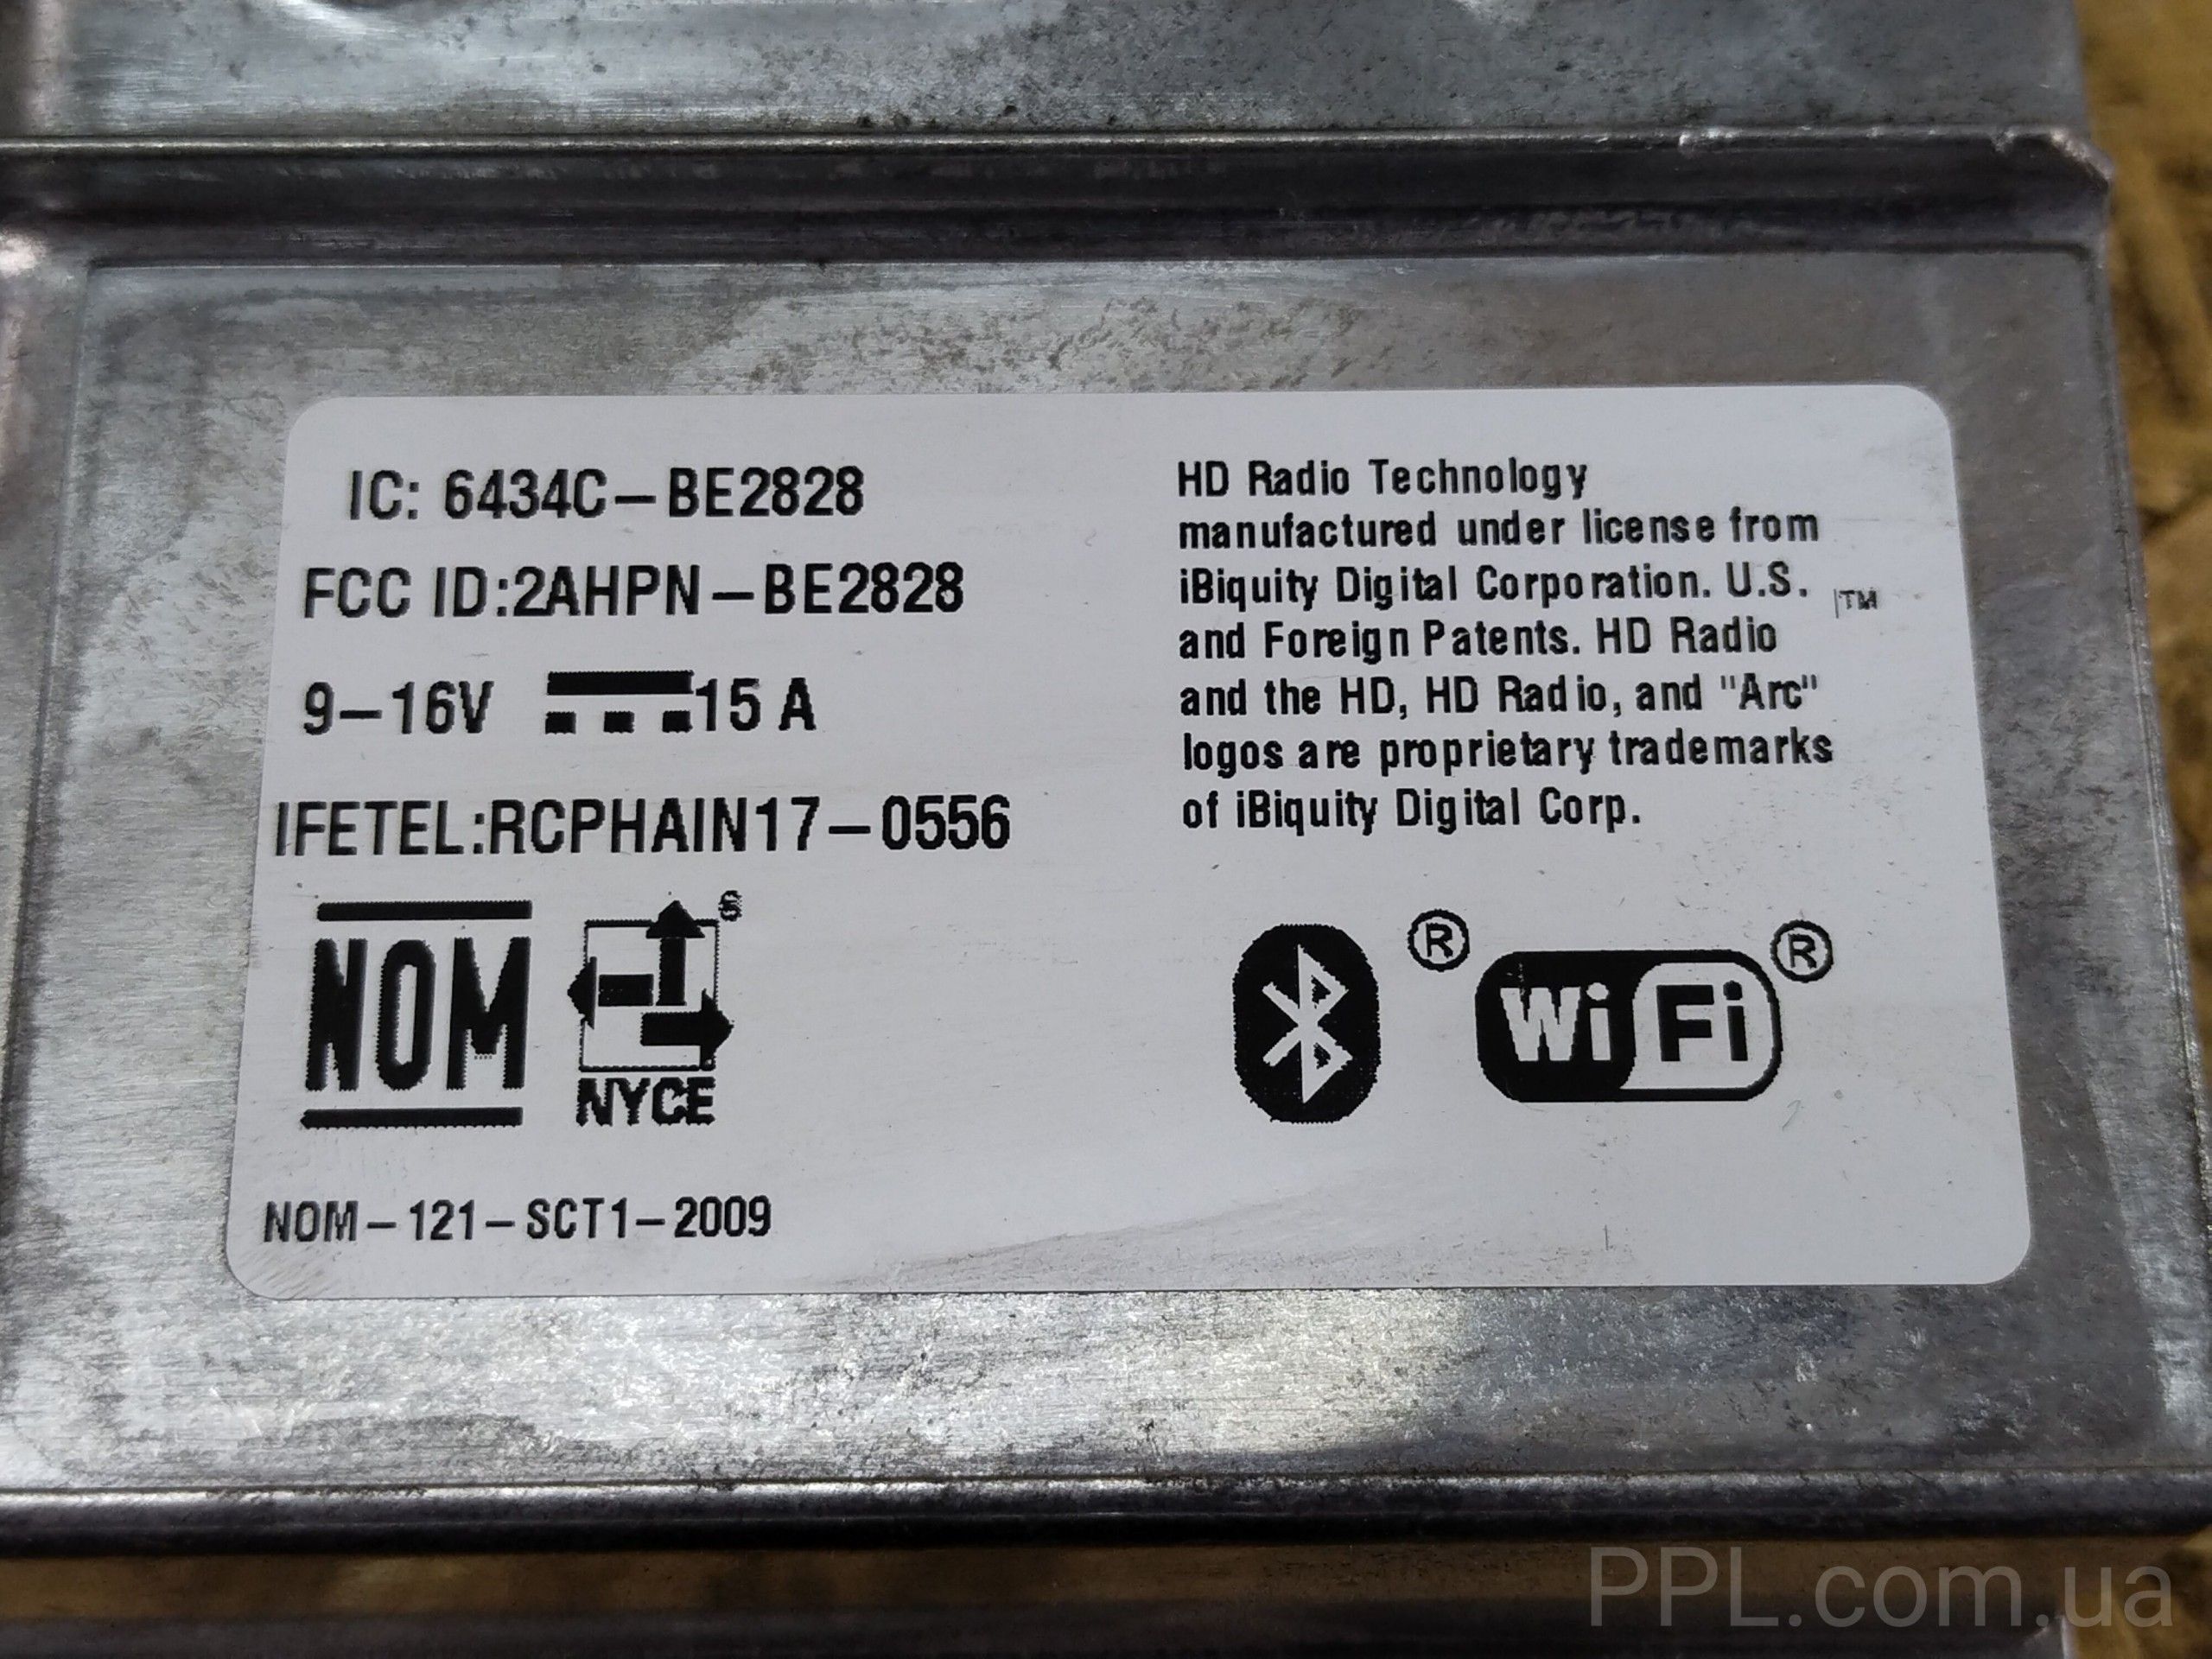 IC: 6434C-BE2828
FCC ID:2AHPN-BE2828
9-16V 15 A
IFETEL:RCPHAIN17-0556
NOM
S
NYCE
NOM-121-SCT1-2009
HD Radio Technology
manufactured under license from
iBiquity Digital Corporation. U.S.
TM
and Foreign Patents. HD Radio
and the HD, HD Radio, and "Arc"
logos are proprietary trademarks
of iBiquity Digital Corp.
® Wi Fi ®
PPL.com.ua